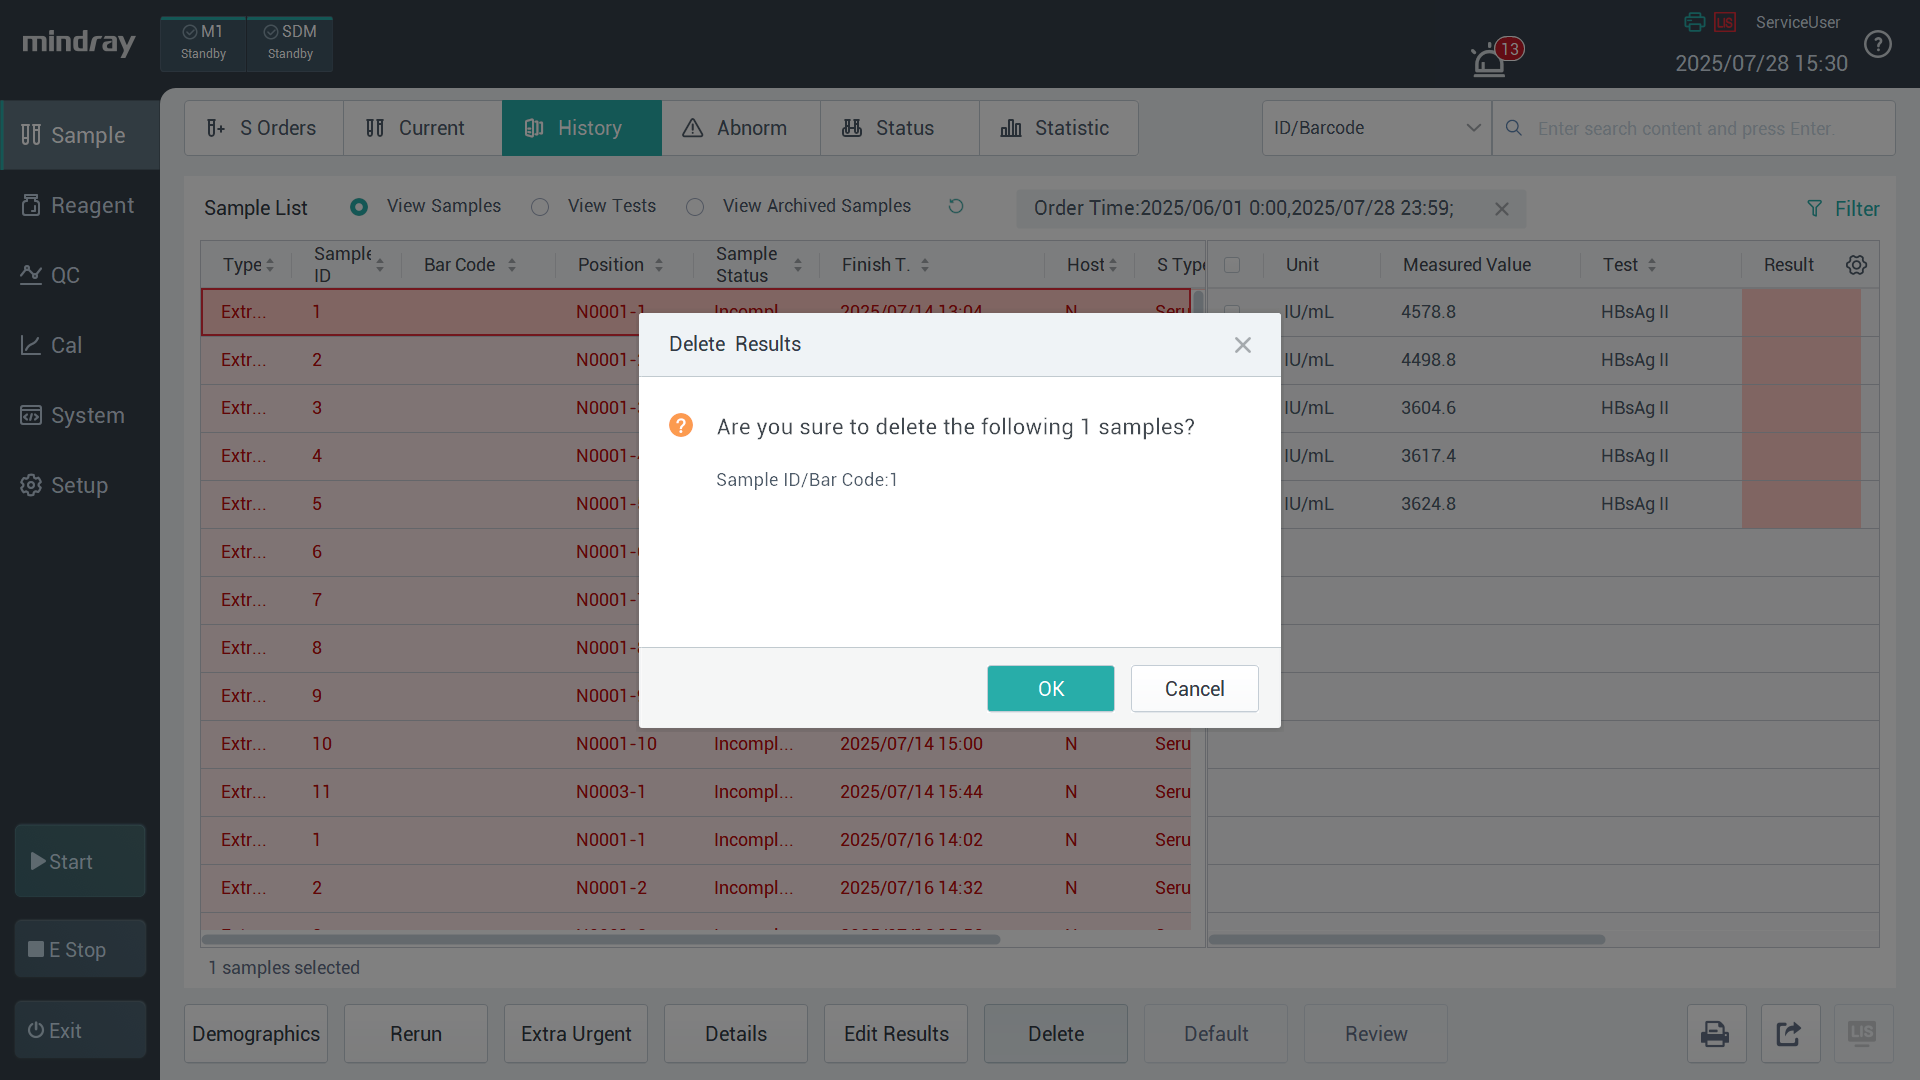 mindray
M1
Standby
SDM
Standby
13
LIS
ServiceUser
2025/07/28 15:30
Sample
Reagent
QC
Cal
System
Setup
Start
E Stop
Exit
S Orders
Current
History
Abnorm
Status
Statistic
ID/Barcode
Enter search content and press Enter.
Sample List
View Samples
View Tests
View Archived Samples
Order Time:2025/06/01 0:00,2025/07/28 23:59;
Filter
Type Sample ID Bar Code Position Sample Status Finish T. Host S Type
Unit Measured Value Test Result
Extr... 1 N0001-1 Incompl... 2025/07/14 13:04 N Seru
IU/mL 4578.8 HBsAg II
Extr... 2 N0001-
IU/mL 4498.8 HBsAg II
Extr... 3 N0001-
IU/mL 3604.6 HBsAg II
Extr... 4 N0001-
IU/mL 3617.4 HBsAg II
Extr... 5 N0001-
IU/mL 3624.8 HBsAg II
Extr... 6 N0001-
Extr... 7 N0001-
Extr... 8 N0001-
Extr... 9 N0001-
Extr... 10 N0001-10 Incompl... 2025/07/14 15:00 N Seru
Extr... 11 N0003-1 Incompl... 2025/07/14 15:44 N Seru
Extr... 1 N0001-1 Incompl... 2025/07/16 14:02 N Seru
Extr... 2 N0001-2 Incompl... 2025/07/16 14:32 N Seru
Delete Results
Are you sure to delete the following 1 samples?
Sample ID/Bar Code:1
OK
Cancel
1 samples selected
Demographics
Rerun
Extra Urgent
Details
Edit Results
Delete
Default
Review
LIS